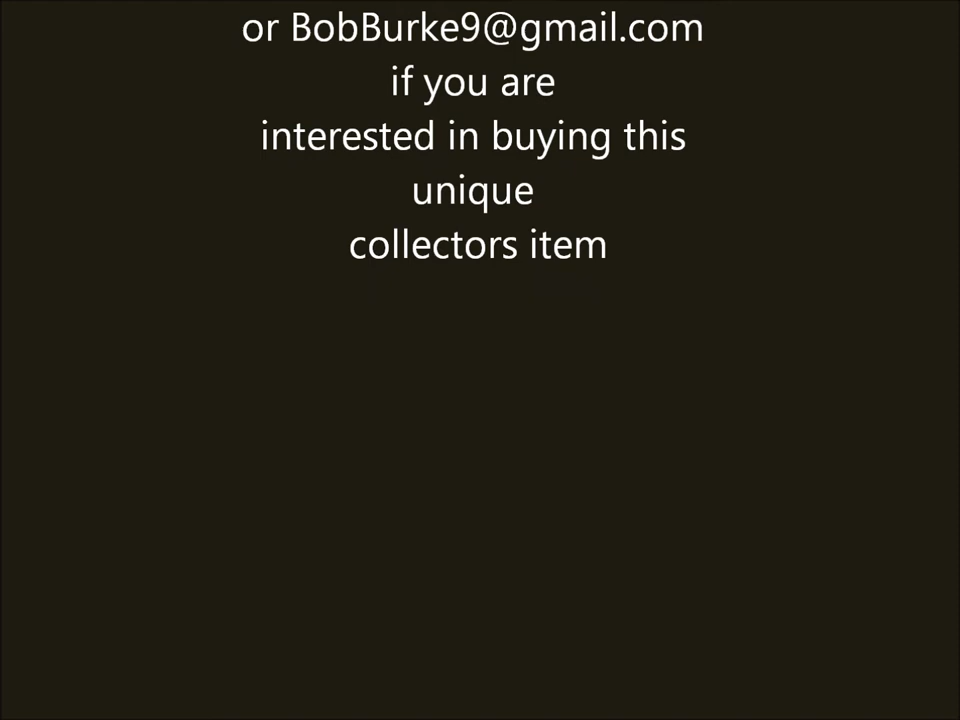 or BobBurke9@gmail.com
if you are
interested in buying this
unique
collectors item